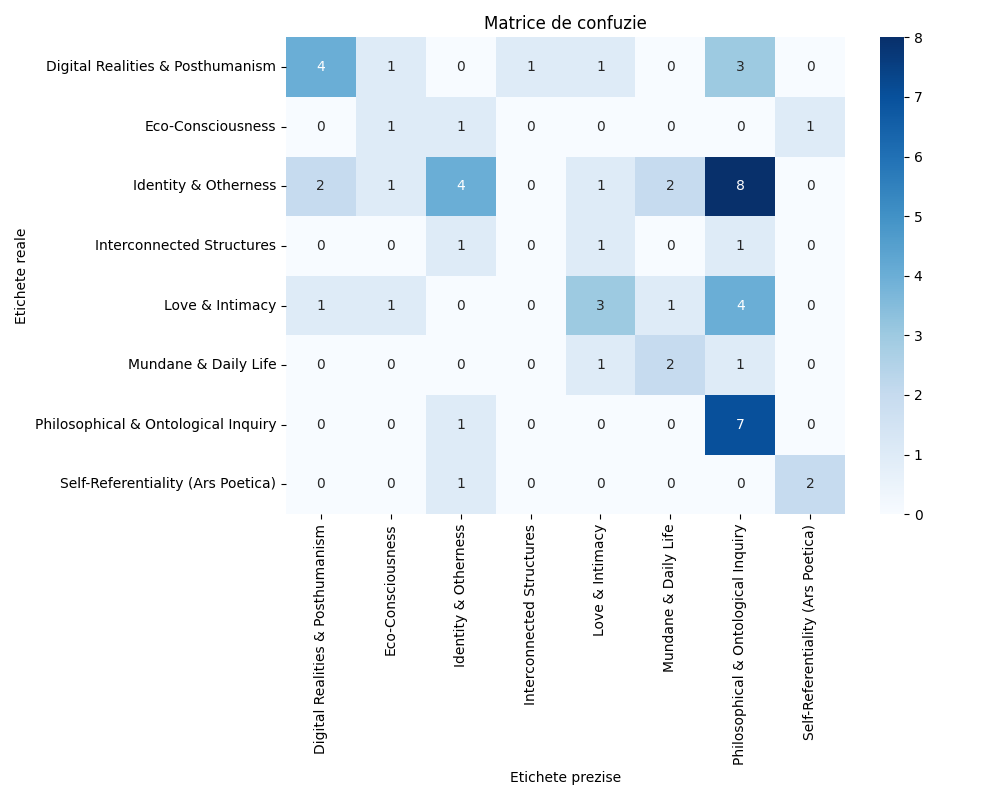 Matrice de confuzie
Etichete reale
Digital Realities & Posthumanism 4 1 0 1 1 0 3 0
Eco-Consciousness 0 1 1 0 0 0 0 1
Identity & Otherness 2 1 4 0 1 2 8 0
Interconnected Structures 0 0 1 0 1 0 1 0
Love & Intimacy 1 1 0 0 3 1 4 0
Mundane & Daily Life 0 0 0 0 1 2 1 0
Philosophical & Ontological Inquiry 0 0 1 0 0 0 7 0
Self-Referentiality (Ars Poetica) 0 0 1 0 0 0 0 2
Digital Realities & Posthumanism
Eco-Consciousness
Identity & Otherness
Interconnected Structures
Love & Intimacy
Mundane & Daily Life
Philosophical & Ontological Inquiry
Self-Referentiality (Ars Poetica)
Etichete prezise
8
7
6
5
4
3
2
1
0